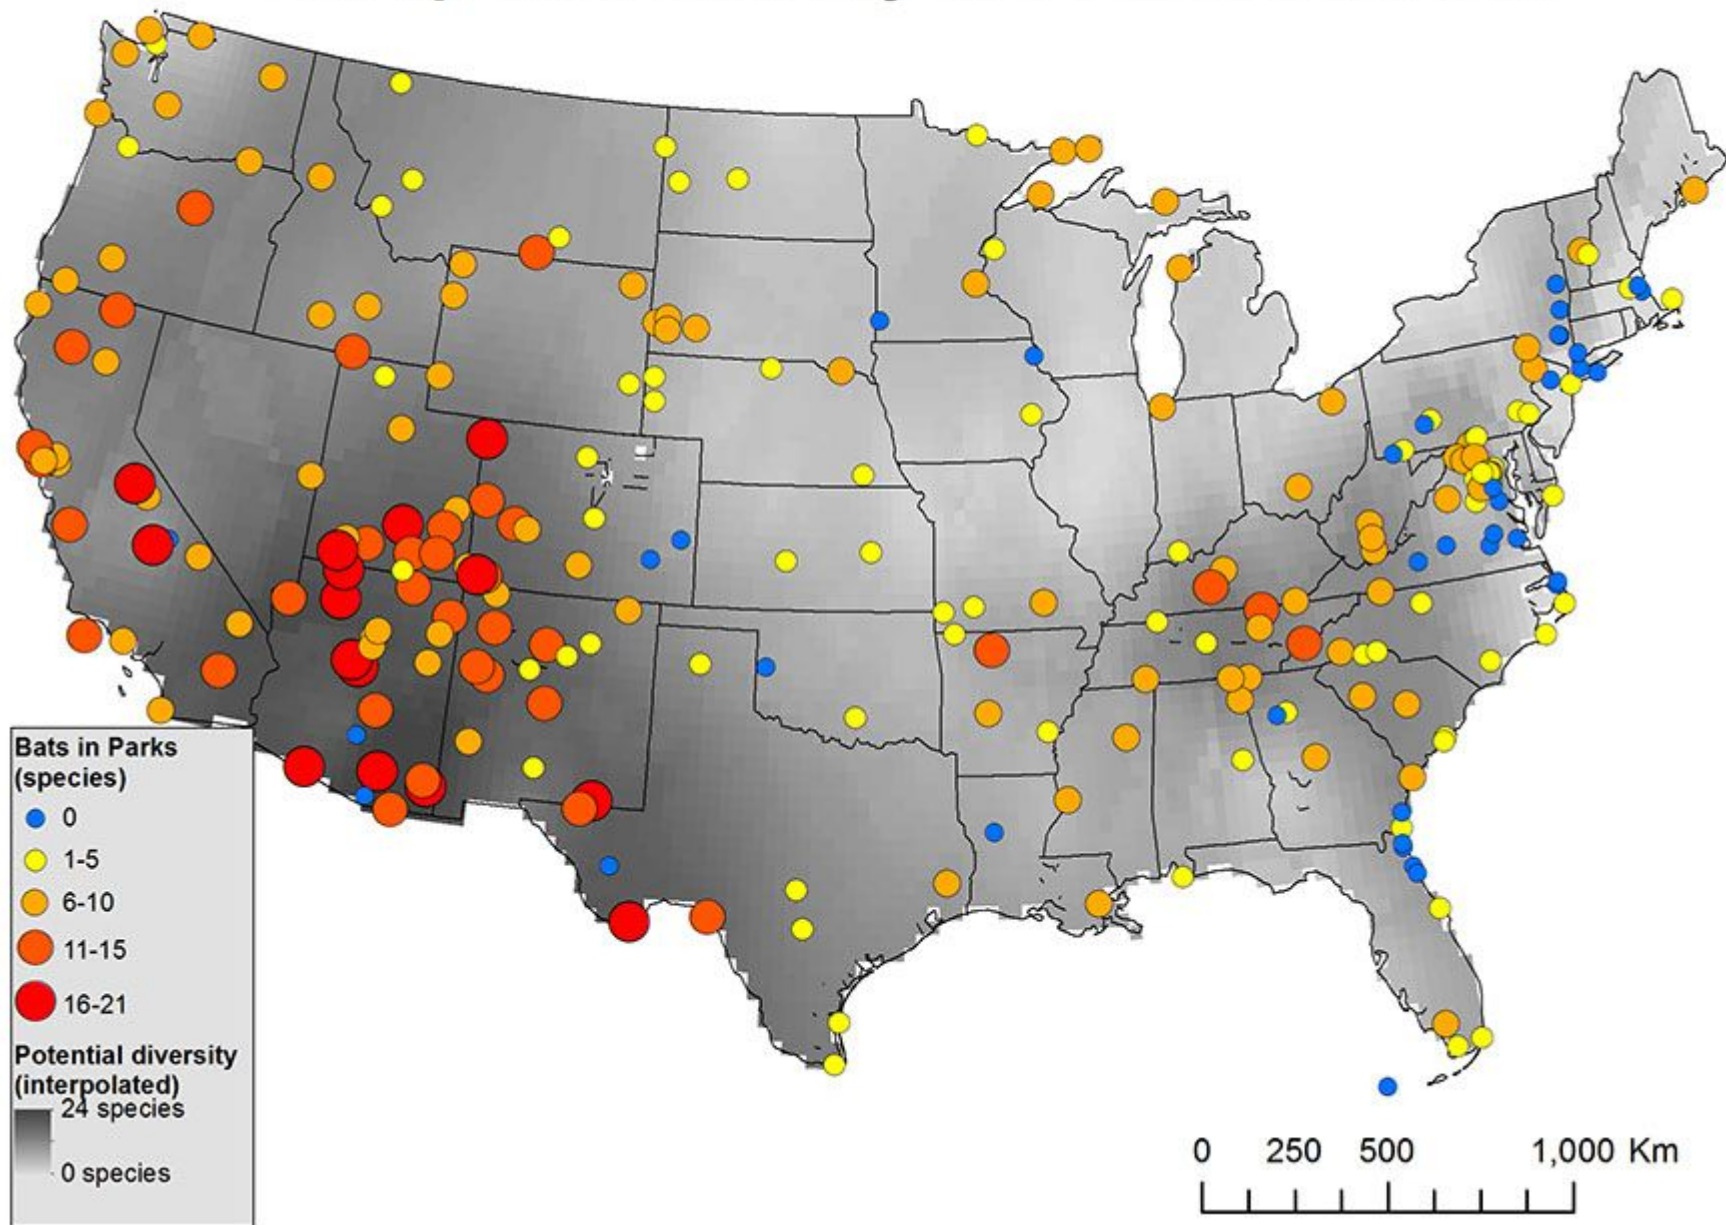 Bats in Parks
(species)
0
1-5
6-10
11-15
16-21
Potential diversity
(interpolated)
24 species
0 species
0 250 500 1,000 Km